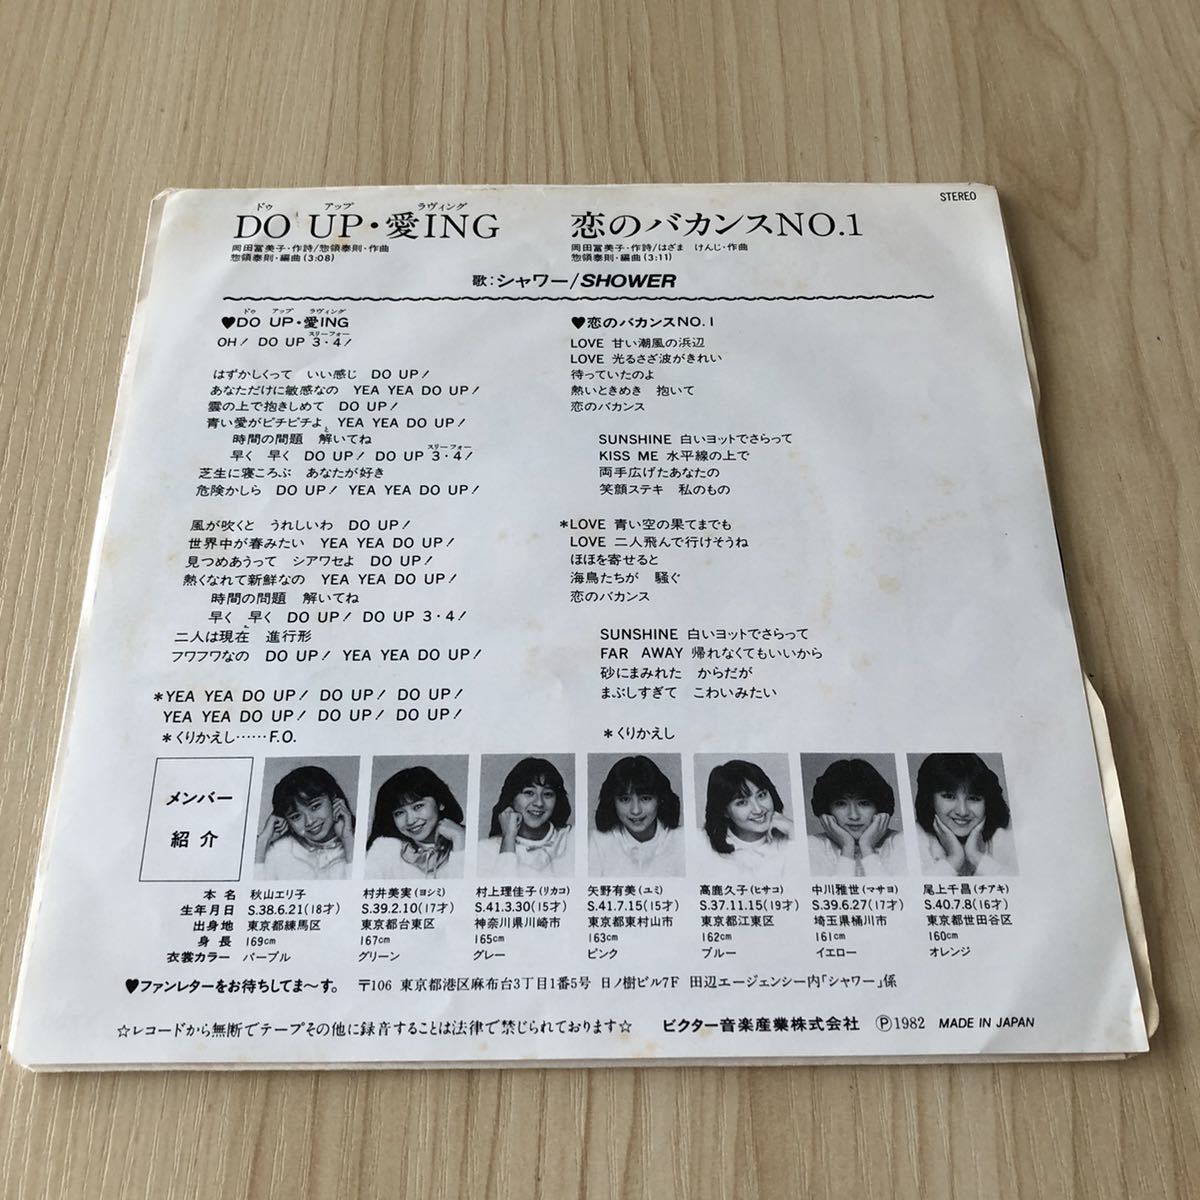 STEREO
ドゥ アップ ラヴィング
DO UP・愛ING
岡田冨美子・作詩/惣領泰則・作曲
惣領泰則・編曲(3:08)
恋のバカンスNO.1
岡田冨美子・作詩/はざま けんじ・作曲
惣領泰則・編曲(3:11)
歌:シャワー/SHOWER
ドゥ アップ ラヴィング
♥DO UP・愛ING
スリーフォー
OH! DO UP 3・4!
はずかしくって いい感じ DO UP!
あなただけに敏感なの YEA YEA DO UP!
雲の上で抱きしめて DO UP!
青い愛がピチピチよ YEA YEA DO UP!
と
時間の問題 解いてね
スリーフォー
早く 早く DO UP! DO UP 3・4!
芝生に寝ころぶ あなたが好き
危険かしら DO UP! YEA YEA DO UP!
風が吹くと うれしいわ DO UP!
世界中が春みたい YEA YEA DO UP!
見つめあうって シアワセよ DO UP!
熱くなれて新鮮なの YEA YEA DO UP!
時間の問題 解いてね
早く 早く DO UP! DO UP 3・4!
二人は現在 進行形
フワフワなの DO UP! YEA YEA DO UP!
*YEA YEA DO UP! DO UP! DO UP!
YEA YEA DO UP! DO UP! DO UP!
*くりかえし……F.O.
♥恋のバカンスNO.1
LOVE 甘い潮風の浜辺
LOVE 光るさざ波がきれい
待っていたのよ
熱いときめき 抱いて
恋のバカンス
SUNSHINE 白いヨットでさらって
KISS ME 水平線の上で
両手広げたあなたの
笑顔ステキ 私のもの
*LOVE 青い空の果てまでも
LOVE 二人飛んで行けそうね
ほほを寄せると
海鳥たちが 騒ぐ
恋のバカンス
SUNSHINE 白いヨットでさらって
FAR AWAY 帰れなくてもいいから
砂にまみれた からだが
まぶしすぎて こわいみたい
*くりかえし
メンバー
紹介
本名 秋山エリ子 村井美実(ヨシミ) 村上理佳子(リカコ) 矢野有美(ユミ) 高鹿久子(ヒサコ) 中川雅世(マサヨ) 尾上千昌(チアキ)
生年月日 S.38.6.21(18才) S.39.2.10(17才) S.41.3.30(15才) S.41.7.15(15才) S.37.11.15(19才) S.39.6.27(17才) S.40.7.8(16才)
出身地 東京都練馬区 東京都台東区 神奈川県川崎市 東京都東村山市 東京都江東区 埼玉県桶川市 東京都世田谷区
身長 169cm 167cm 165cm 163cm 162cm 161cm 160cm
衣裳カラー パープル グリーン グレー ピンク ブルー イエロー オレンジ
♥ファンレターをお待ちしてま〜す。 〒106 東京都港区麻布台3丁目1番5号 日ノ樹ビル7F 田辺エージェンシー内「シャワー」係
☆レコードから無断でテープその他に録音することは法律で禁じられております☆ ビクター音楽産業株式会社 Ⓟ1982 MADE IN JAPAN